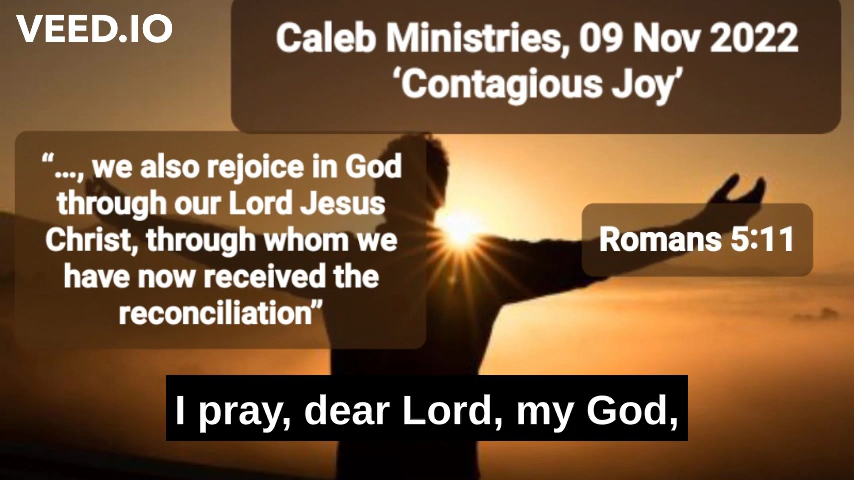 VEED.IO
Caleb Ministries, 09 Nov 2022
‘Contagious Joy’
“…, we also rejoice in God
through our Lord Jesus
Christ, through whom we
have now received the
reconciliation”
Romans 5:11
I pray, dear Lord, my God,